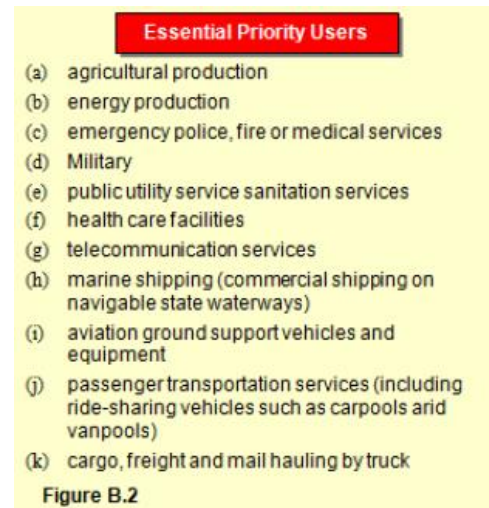 Essential Priority Users
(a) agricultural production
(b) energy production
(c) emergency police, fire or medical services
(d) Military
(e) public utility service sanitation services
(f) health care facilities
(g) telecommunication services
(h) marine shipping (commercial shipping on
navigable state waterways)
(i) aviation ground support vehicles and
equipment
(j) passenger transportation services (including
ride-sharing vehicles such as carpools arid
vanpools)
(k) cargo, freight and mail hauling by truck
Figure B.2